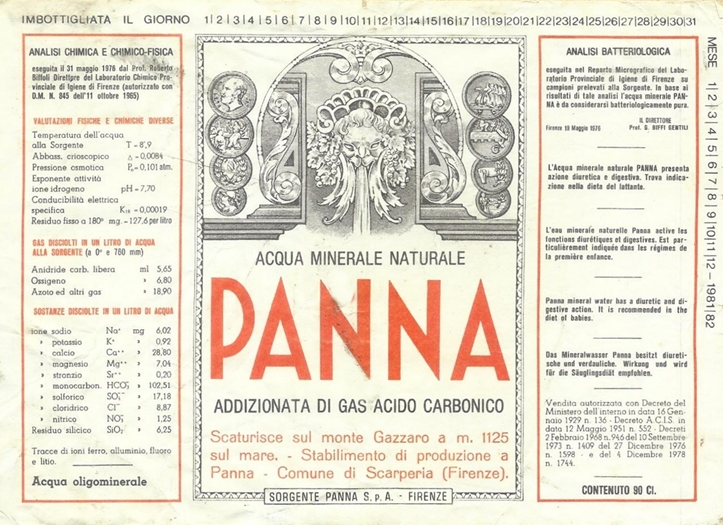 IMBOTTIGLIATA IL GIORNO 1|2|3|4|5|6|7|8|9|10|11|12|13|14|15|16|17|18|19|20|21|22|23|24|25|26|27|28|29|30|31
MESE 1|2|3|4|5|6|7|8|9|10|11|12 - 1981|82
ANALISI CHIMICA E CHIMICO-FISICA
eseguita il 31 maggio 1976 dal Prof. Roberto
Biffoli Direttore del Laboratorio Chimico Pro-
vinciale di Igiene di Firenze (autorizzato con
D.M. N. 845 dell'11 ottobre 1965)
VALUTAZIONI FISICHE E CHIMICHE DIVERSE
Temperatura dell'acqua
alla Sorgente T = 8°,9
Abbass. crioscopico △ = 0,0084
Pressione osmotica P₀ = 0,101 atm.
Esponente attività
ione idrogeno pH = 7,70
Conducibilità elettrica
specifica K₁₈ = 0,00019
Residuo fisso a 180° mg. = 127,6 per litro
GAS DISCIOLTI IN UN LITRO DI ACQUA
ALLA SORGENTE (a 0° e 760 mm)
Anidride carb. libera ml 5,65
Ossigeno » 6,80
Azoto ed altri gas » 18,90
SOSTANZE DISCIOLTE IN UN LITRO DI ACQUA
ione sodio Na⁺ mg 6,02
» potassio K⁺ » 0,92
» calcio Ca⁺⁺ » 28,80
» magnesio Mg⁺⁺ » 7,04
» stronzio Sr⁺⁺ » 0,20
» monocarbon. HCO₃⁻ » 102,51
» solforico SO₄⁻⁻ » 17,18
» cloridrico Cl⁻ » 8,87
» nitrico NO₃⁻ » 1,25
Residuo silicico SiO₂ » 6,25
Tracce di ioni ferro, alluminio, fluoro
e litio.
Acqua oligominerale
ACQUA MINERALE NATURALE
PANNA
ADDIZIONATA DI GAS ACIDO CARBONICO
Scaturisce sul monte Gazzaro a m. 1125
sul mare. - Stabilimento di produzione a
Panna - Comune di Scarperia (Firenze).
SORGENTE PANNA S.p.A. - FIRENZE
ANALISI BATTERIOLOGICA
eseguita nel Reparto Micrografico del Labo-
ratorio Provinciale di Igiene di Firenze su
campioni prelevati alla Sorgente. In base ai
risultati di tale analisi l'acqua minerale PAN-
NA è da considerarsi batteriologicamente pura.
IL DIRETTORE
Firenze 19 Maggio 1976 Prof. G. BIFFI GENTILI
L'Acqua minerale naturale PANNA presenta
azione diuretica e digestiva. Trova indica-
zione nella dieta del lattante.
L'eau minerale naturelle Panna active les
fonctions diurétiques et digestives. Est par-
ticulièrement indiquée dans les régimes de
la première enfance.
Panna mineral water has a diuretic and di-
gestive action. It is recommended in the
diet of babies.
Das Mineralwasser Panna besitzt diureti-
sche und verdauliche. Wirkung und wird
für die Säuglingsdiät empfohlen.
Vendita autorizzata con Decreto del
Ministero dell'interno in data 16 Gen-
naio 1929 n. 136 - Decreto A.C.I.S. in
data 12 Maggio 1951 n. 552 - Decreti
2 Febbraio 1968 n. 946 del 10 Settembre
1973 n. 1409 del 27 Dicembre 1976
n. 1598 - e del 4 Dicembre 1978
n. 1744.
CONTENUTO 90 CL.